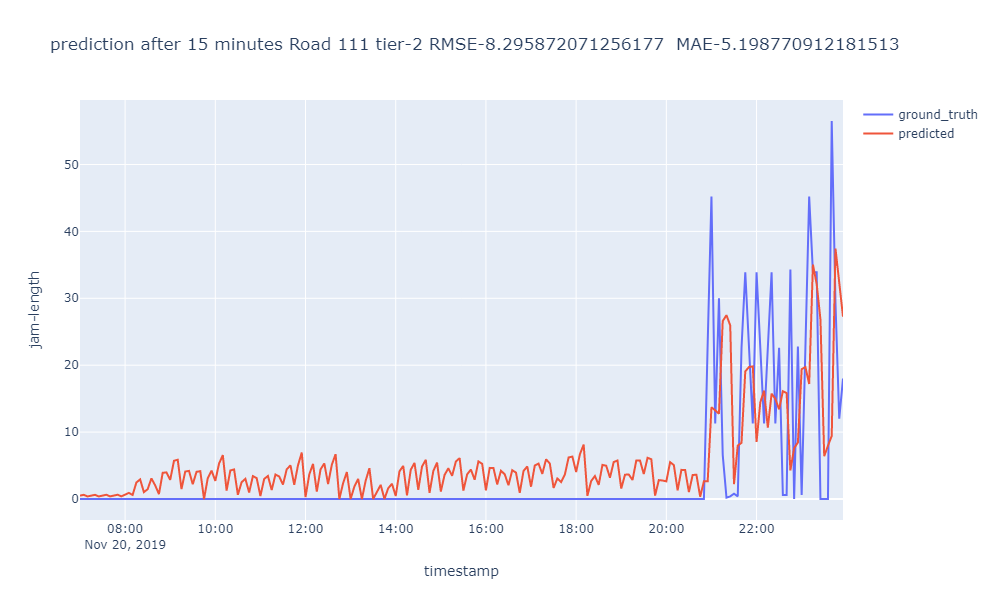 prediction after 15 minutes Road 111 tier-2 RMSE-8.295872071256177  MAE-5.198770912181513
ground_truth
predicted
50
40
30
20
10
0
jam-length
08:00 10:00 12:00 14:00 16:00 18:00 20:00 22:00
Nov 20, 2019
timestamp